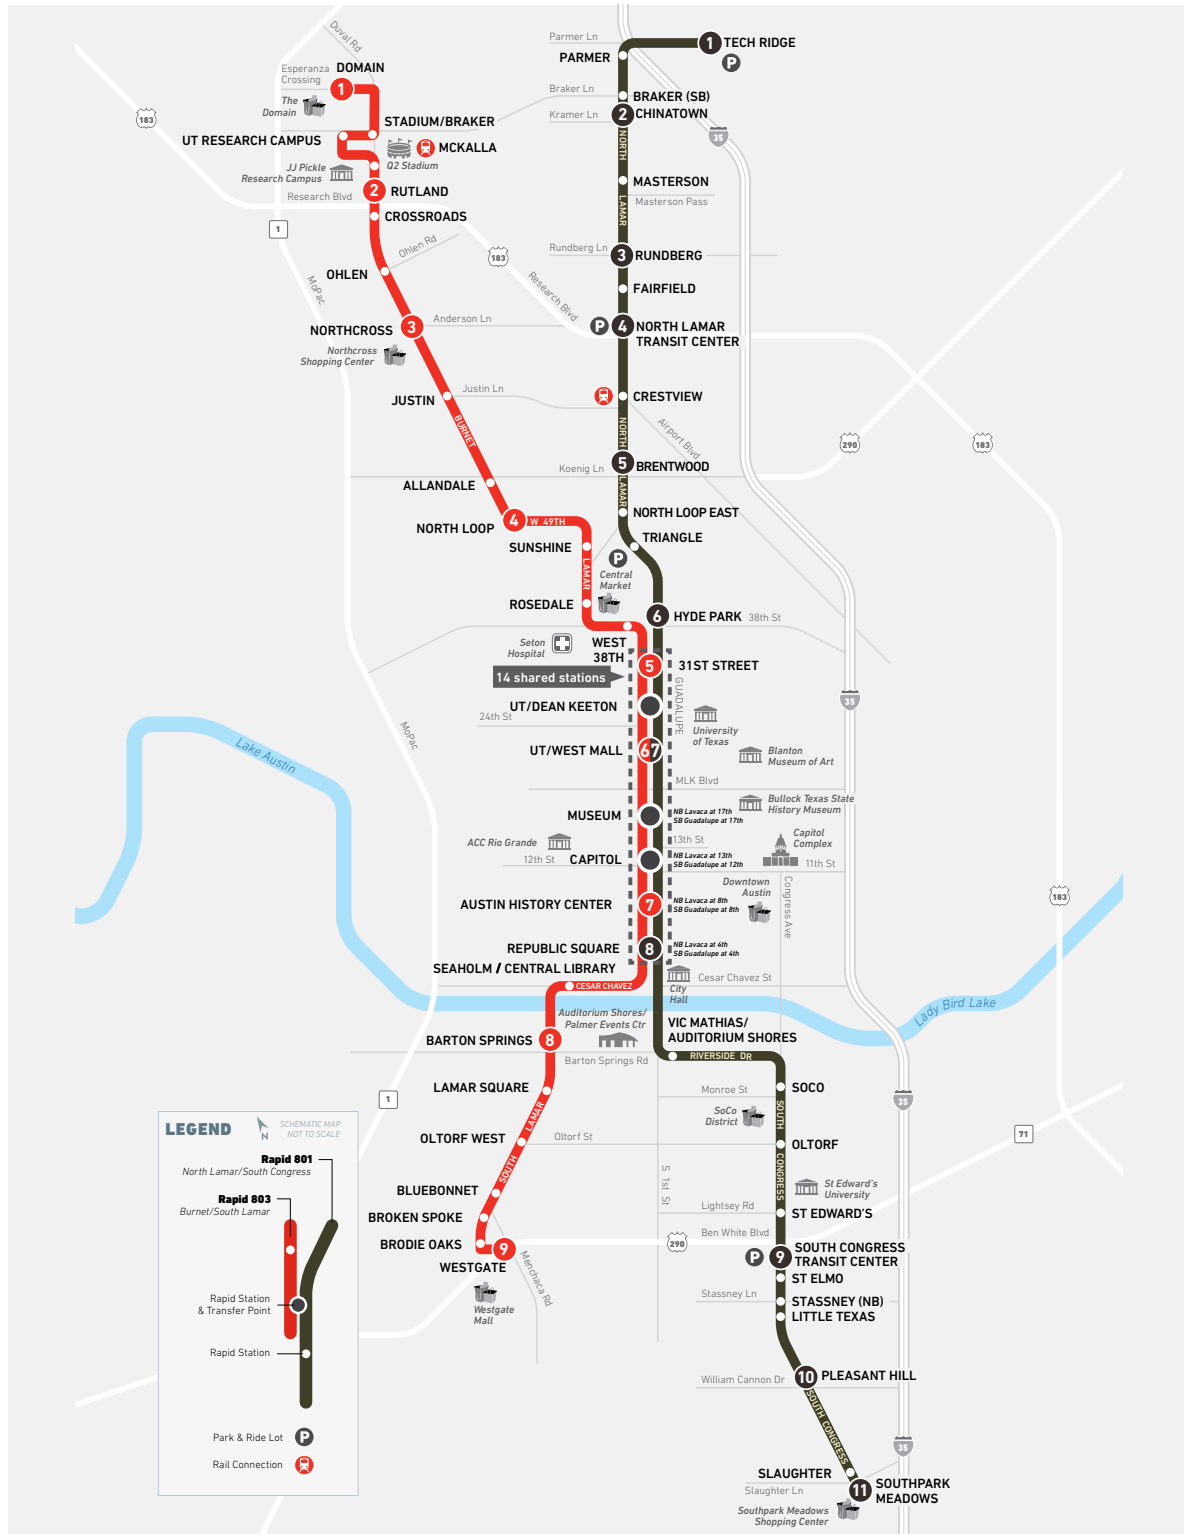 Duval Rd
Parmer Ln
1
TECH RIDGE
PARMER
P
Esperanza
Crossing
DOMAIN
1
The
Domain
Braker Ln
BRAKER (SB)
Kramer Ln
2
CHINATOWN
183
STADIUM/BRAKER
35
UT RESEARCH CAMPUS
NORTH
MCKALLA
Q2 Stadium
JJ Pickle
Research Campus
MASTERSON
2
RUTLAND
Research Blvd
Masterson Pass
LAMAR
CROSSROADS
1
Ohlen Rd
Rundberg Ln
3
RUNDBERG
183
OHLEN
Research Blvd
MoPac
FAIRFIELD
NORTHCROSS
3
Anderson Ln
P
4
NORTH LAMAR
TRANSIT CENTER
Northcross
Shopping Center
Justin Ln
JUSTIN
CRESTVIEW
BURNET
NORTH
Airport Blvd
290
183
Koenig Ln
5
BRENTWOOD
ALLANDALE
LAMAR
NORTH LOOP
4
W 49TH
NORTH LOOP EAST
SUNSHINE
TRIANGLE
P
LAMAR
Central
Market
ROSEDALE
6
HYDE PARK
38th St
Seton
Hospital
WEST
38TH
5
31ST STREET
14 shared stations
GUADALUPE
35
UT/DEAN KEETON
24th St
University
of Texas
MoPac
Lake Austin
UT/WEST MALL
67
Blanton
Museum of Art
MLK Blvd
MUSEUM
NB Lavaca at 17th
SB Guadalupe at 17th
Bullock Texas State
History Museum
ACC Rio Grande
13th St
Capitol
Complex
12th St
CAPITOL
NB Lavaca at 13th
SB Guadalupe at 12th
11th St
Downtown
Austin
Congress Ave
183
AUSTIN HISTORY CENTER
7
NB Lavaca at 8th
SB Guadalupe at 8th
REPUBLIC SQUARE
8
NB Lavaca at 4th
SB Guadalupe at 4th
SEAHOLM / CENTRAL LIBRARY
CESAR CHAVEZ
City
Hall
Cesar Chavez St
Lady Bird Lake
Auditorium Shores/
Palmer Events Ctr
VIC MATHIAS/
AUDITORIUM SHORES
BARTON SPRINGS
8
Barton Springs Rd
RIVERSIDE DR
LAMAR SQUARE
Monroe St
SOCO
1
35
LAMAR
SoCo
District
SOUTH
71
OLTORF WEST
Oltorf St
OLTORF
SOUTH
CONGRESS
S 1st St
St Edward's
University
BLUEBONNET
Lightsey Rd
ST EDWARD'S
BROKEN SPOKE
Ben White Blvd
BRODIE OAKS
9
290
P
9
SOUTH CONGRESS
TRANSIT CENTER
WESTGATE
Menchaca Rd
ST ELMO
Westgate
Mall
Stassney Ln
STASSNEY (NB)
LITTLE TEXAS
William Cannon Dr
10
PLEASANT HILL
SOUTH CONGRESS
35
SLAUGHTER
Slaughter Ln
11
SOUTHPARK
MEADOWS
Southpark Meadows
Shopping Center
LEGEND
N
SCHEMATIC MAP
NOT TO SCALE
Rapid 801
North Lamar/South Congress
Rapid 803
Burnet/South Lamar
Rapid Station
& Transfer Point
Rapid Station
Park & Ride Lot
P
Rail Connection